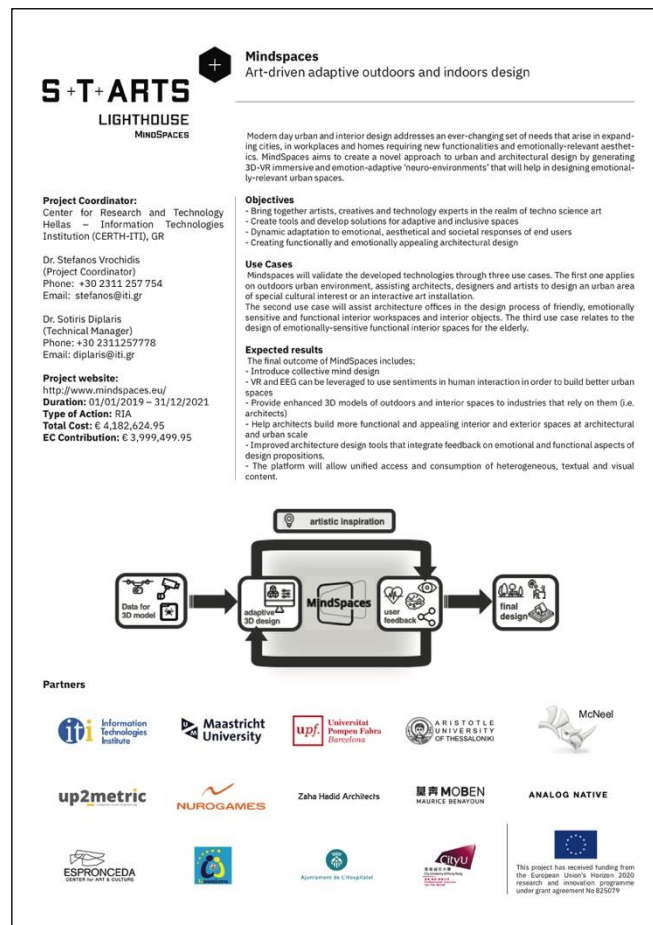 S+T+ARTS
LIGHTHOUSE
MINDSPACES
Mindspaces
Art-driven adaptive outdoors and indoors design
Modern day urban and interior design addresses an ever-changing set of needs that arise in expand-
ing cities, in workplaces and homes requiring new functionalities and emotionally-relevant aesthet-
ics. MindSpaces aims to create a novel approach to urban and architectural design by generating
3D-VR immersive and emotion-adaptive 'neuro-environments' that will help in designing emotional-
ly-relevant urban spaces.
Project Coordinator:
Center for Research and Technology
Hellas – Information Technologies
Institution (CERTH-ITI), GR
Dr. Stefanos Vrochidis
(Project Coordinator)
Phone: +30 2311 257 754
Email: stefanos@iti.gr
Dr. Sotiris Diplaris
(Technical Manager)
Phone: +30 2311257778
Email: diplaris@iti.gr
Project website:
http://www.mindspaces.eu/
Duration: 01/01/2019 – 31/12/2021
Type of Action: RIA
Total Cost: € 4,182,624.95
EC Contribution: € 3,999,499.95
Objectives
- Bring together artists, creatives and technology experts in the realm of techno science art
- Create tools and develop solutions for adaptive and inclusive spaces
- Dynamic adaptation to emotional, aesthetical and societal responses of end users
- Creating functionally and emotionally appealing architectural design
Use Cases
Mindspaces will validate the developed technologies through three use cases. The first one applies
on outdoors urban environment, assisting architects, designers and artists to design an urban area
of special cultural interest or an interactive art installation.
The second use case will assist architecture offices in the design process of friendly, emotionally
sensitive and functional interior workspaces and interior objects. The third use case relates to the
design of emotionally-sensitive functional interior spaces for the elderly.
Expected results
The final outcome of MindSpaces includes:
- Introduce collective mind design
- VR and EEG can be leveraged to use sentiments in human interaction in order to build better urban
spaces
- Provide enhanced 3D models of outdoors and interior spaces to industries that rely on them (i.e.
architects)
- Help architects build more functional and appealing interior and exterior spaces at architectural
and urban scale
- Improved architecture design tools that integrate feedback on emotional and functional aspects of
design propositions.
- The platform will allow unified access and consumption of heterogeneous, textual and visual
content.
artistic inspiration
Data for
3D model
adaptive
3D design
MindSpaces
user
feedback
final
design
Partners
iti Information
Technologies
Institute
Maastricht
University
upf. Universitat
Pompeu Fabra
Barcelona
ARISTOTLE
UNIVERSITY
OF THESSALONIKI
McNeel
up2metric
NUROGAMES
Zaha Hadid Architects
莫奔 MOBEN
MAURICE BENAYOUN
ANALOG NATIVE
ESPRONCEDA
CENTER for ART & CULTURE
Ajuntament de L'Hospitalet
CityU
City University of Hong Kong
This project has received funding from
the European Union's Horizon 2020
research and innovation programme
under grant agreement No 825079